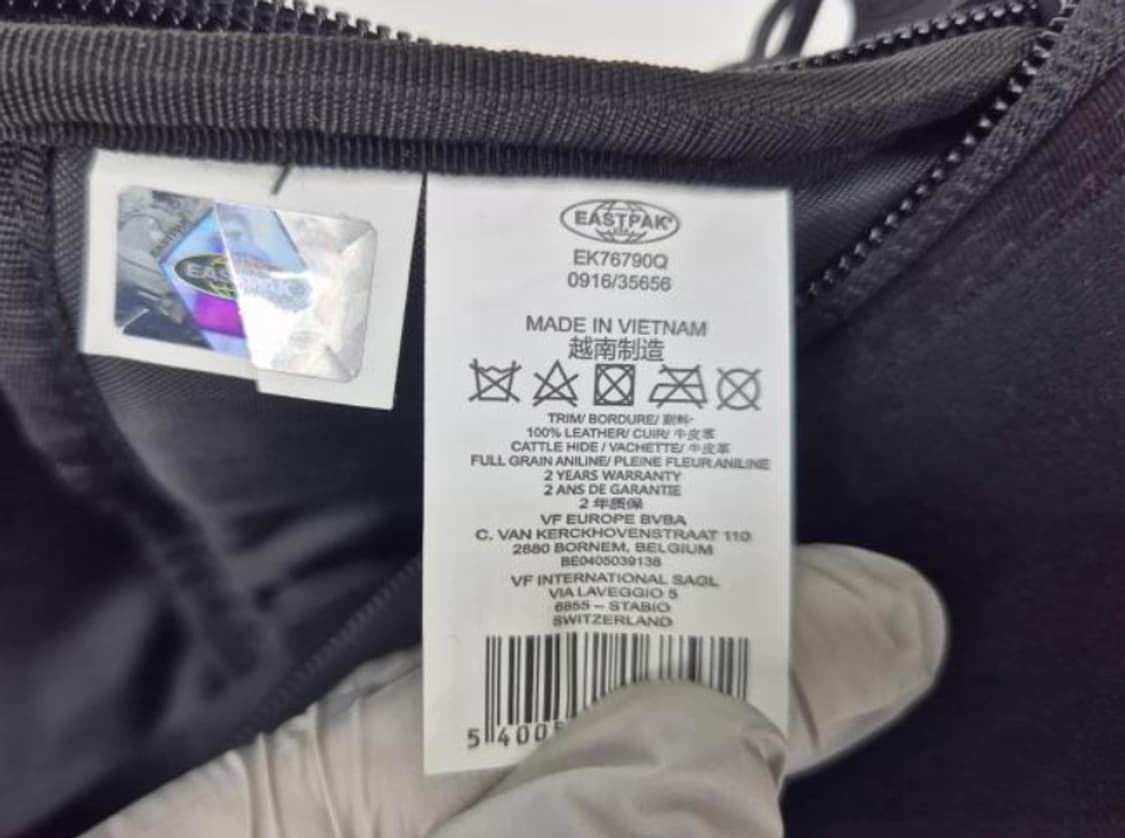 EASTPAK
EASTPAK®
EK76790Q
0916/35656
MADE IN VIETNAM
越南制造
TRIM/ BORDURE/ 副料
100% LEATHER/ CUIR/ 牛皮革
CATTLE HIDE / VACHETTE/ 牛皮革
FULL GRAIN ANILINE/ PLEINE FLEUR ANILINE
2 YEARS WARRANTY
2 ANS DE GARANTIE
2 年质保
VF EUROPE BVBA
C. VAN KERCKHOVENSTRAAT 110
2880 BORNEM, BELGIUM
BE0405039138
VF INTERNATIONAL SAGL
VIA LAVEGGIO 5
6855 – STABIO
SWITZERLAND
5 4005